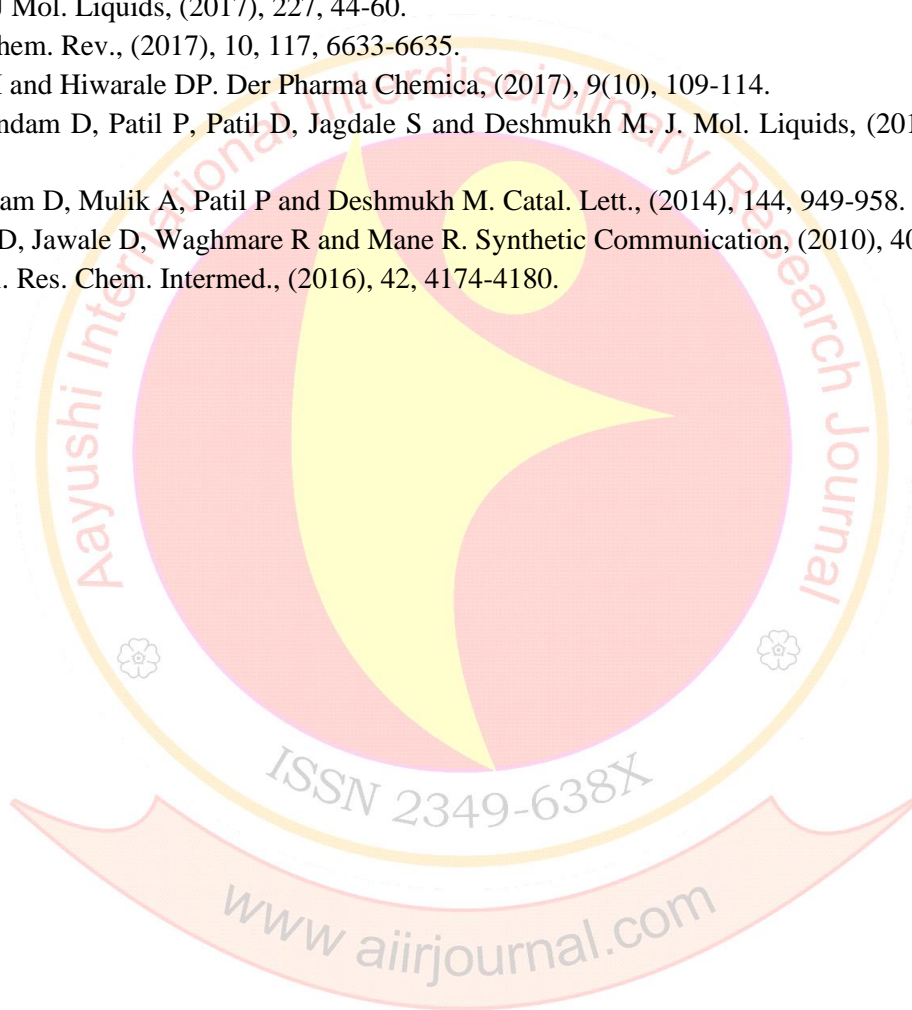 J Mol. Liquids, (2017), 227, 44-60.
hem. Rev., (2017), 10, 117, 6633-6635.
I and Hiwarale DP. Der Pharma Chemica, (2017), 9(10), 109-114.
ndam D, Patil P, Patil D, Jagdale S and Deshmukh M. J. Mol. Liquids, (201
am D, Mulik A, Patil P and Deshmukh M. Catal. Lett., (2014), 144, 949-958.
D, Jawale D, Waghmare R and Mane R. Synthetic Communication, (2010), 40
. Res. Chem. Intermed., (2016), 42, 4174-4180.
Aayushi International Interdisciplinary Research Journal
ISSN 2349-638X
www aiirjournal.com